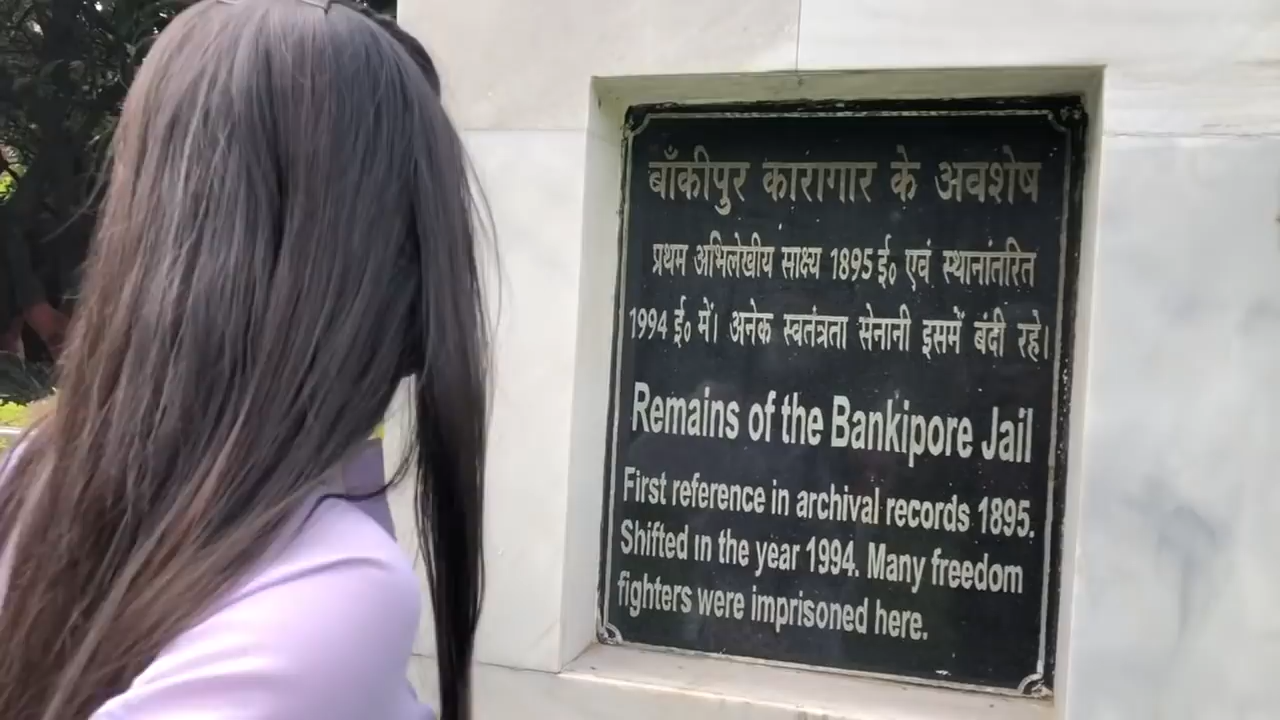 बाँकीपुर कारागार के अवशेष
प्रथम अभिलेखीय साक्ष्य 1895 ई० एवं स्थानांतरित
1994 ई० में। अनेक स्वतंत्रता सेनानी इसमें बंदी रहे।
Remains of the Bankipore Jail
First reference in archival records 1895.
Shifted in the year 1994. Many freedom
fighters were imprisoned here.